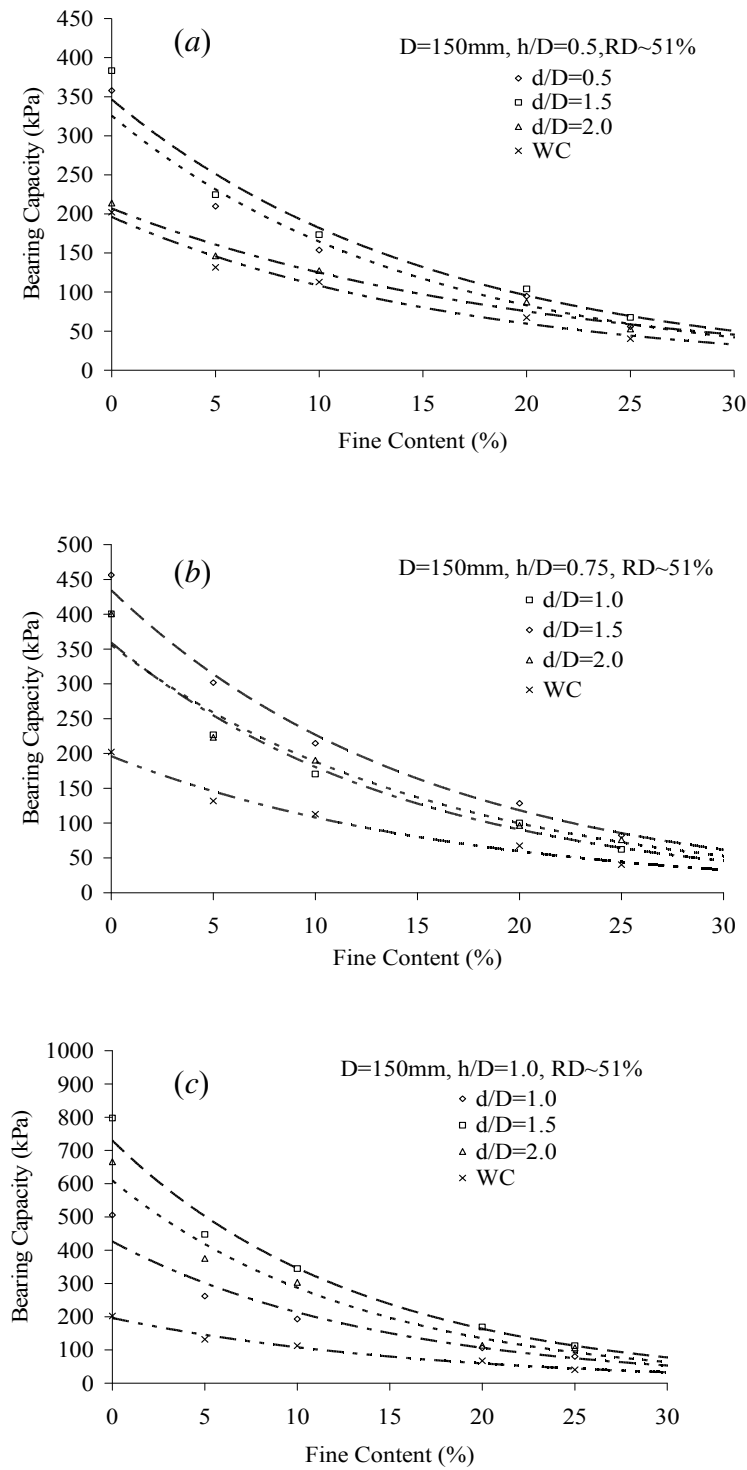 450
400
350
300
250
200
150
100
50
0
Bearing Capacity (kPa)
(a)
D=150mm, h/D=0.5,RD~51%
d/D=0.5
d/D=1.5
d/D=2.0
WC
0 5 10 15 20 25 30
Fine Content (%)
500
450
400
350
300
250
200
150
100
50
0
Bearing Capacity (kPa)
(b)
D=150mm, h/D=0.75, RD~51%
d/D=1.0
d/D=1.5
d/D=2.0
WC
0 5 10 15 20 25 30
Fine Content (%)
1000
900
800
700
600
500
400
300
200
100
0
Bearing Capacity (kPa)
(c)
D=150mm, h/D=1.0, RD~51%
d/D=1.0
d/D=1.5
d/D=2.0
WC
0 5 10 15 20 25 30
Fine Content (%)